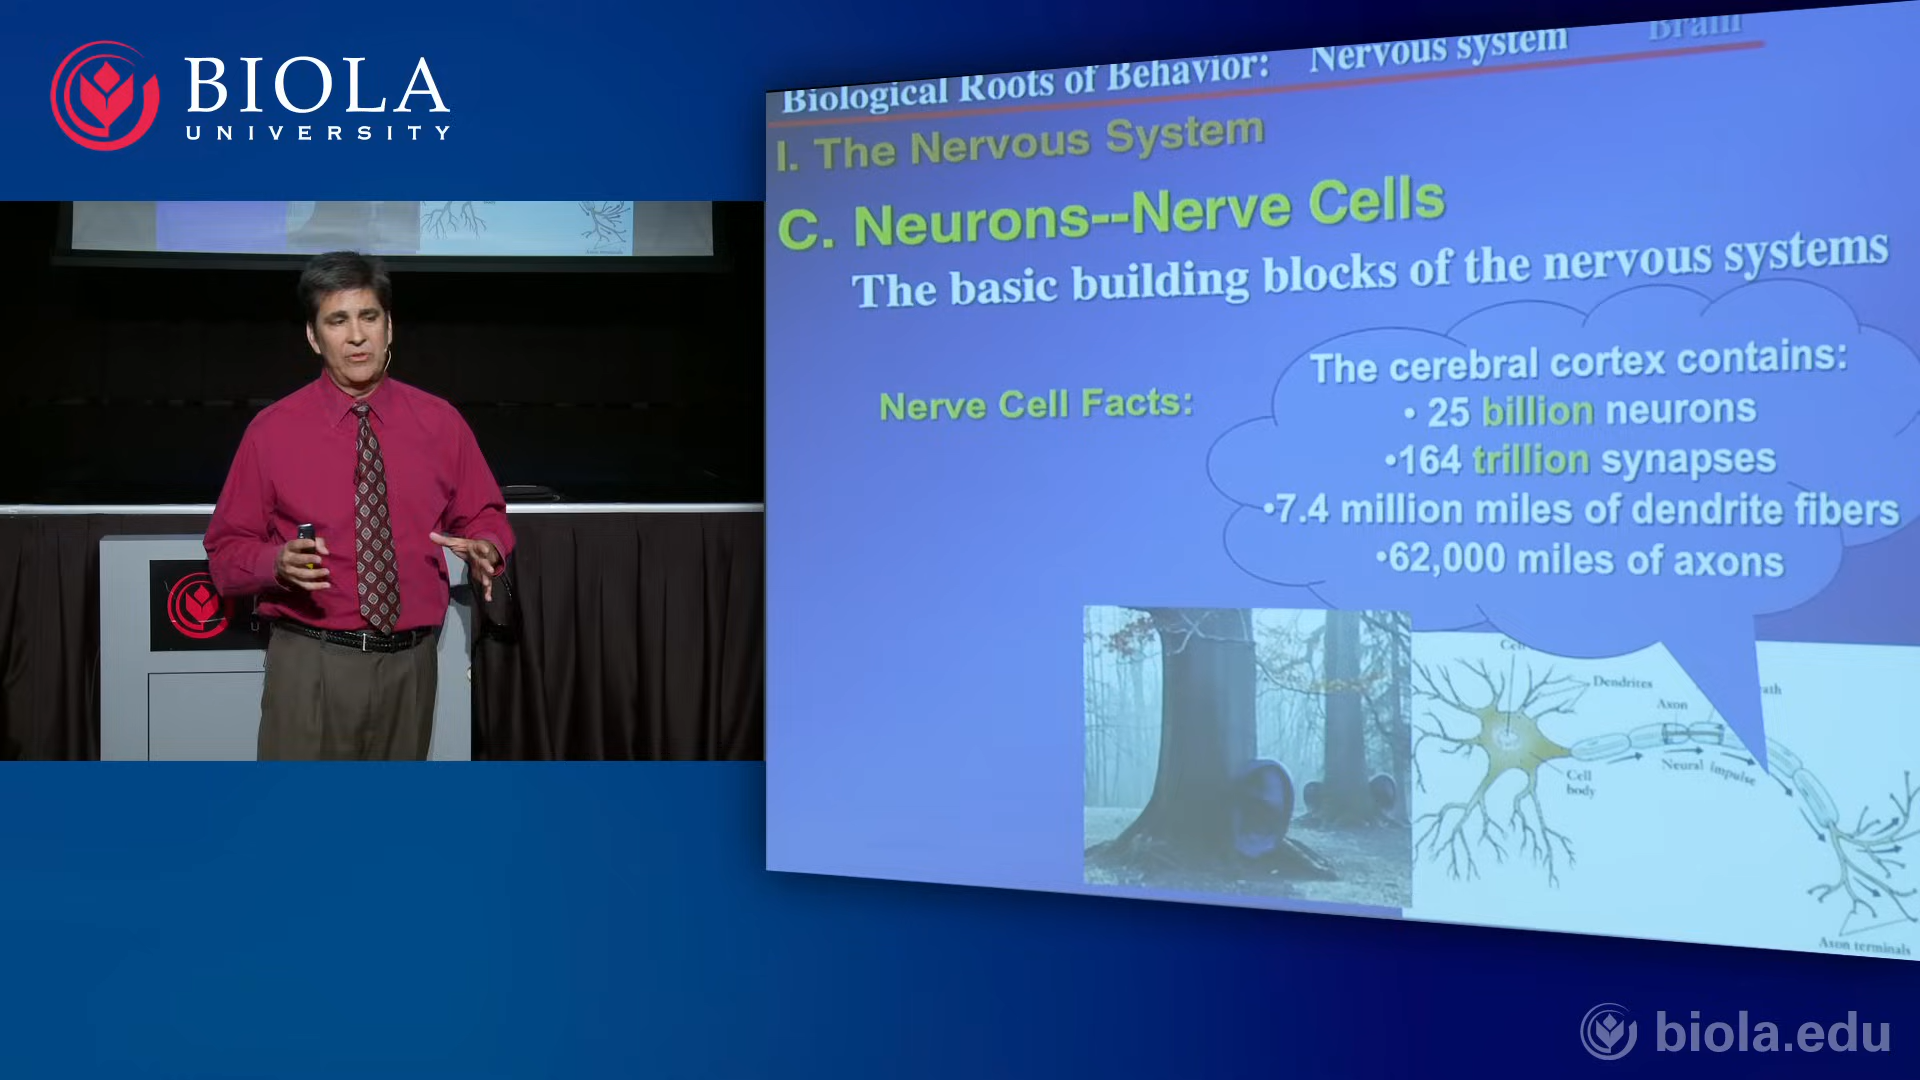 BIOLA
UNIVERSITY
Biological Roots of Behavior: Nervous system Brain
I. The Nervous System
C. Neurons--Nerve Cells
The basic building blocks of the nervous systems
Nerve Cell Facts:
The cerebral cortex contains:
• 25 billion neurons
•164 trillion synapses
•7.4 million miles of dendrite fibers
•62,000 miles of axons
Dendrites
Axon
Neural impulse
Cell
body
Axon terminals
biola.edu